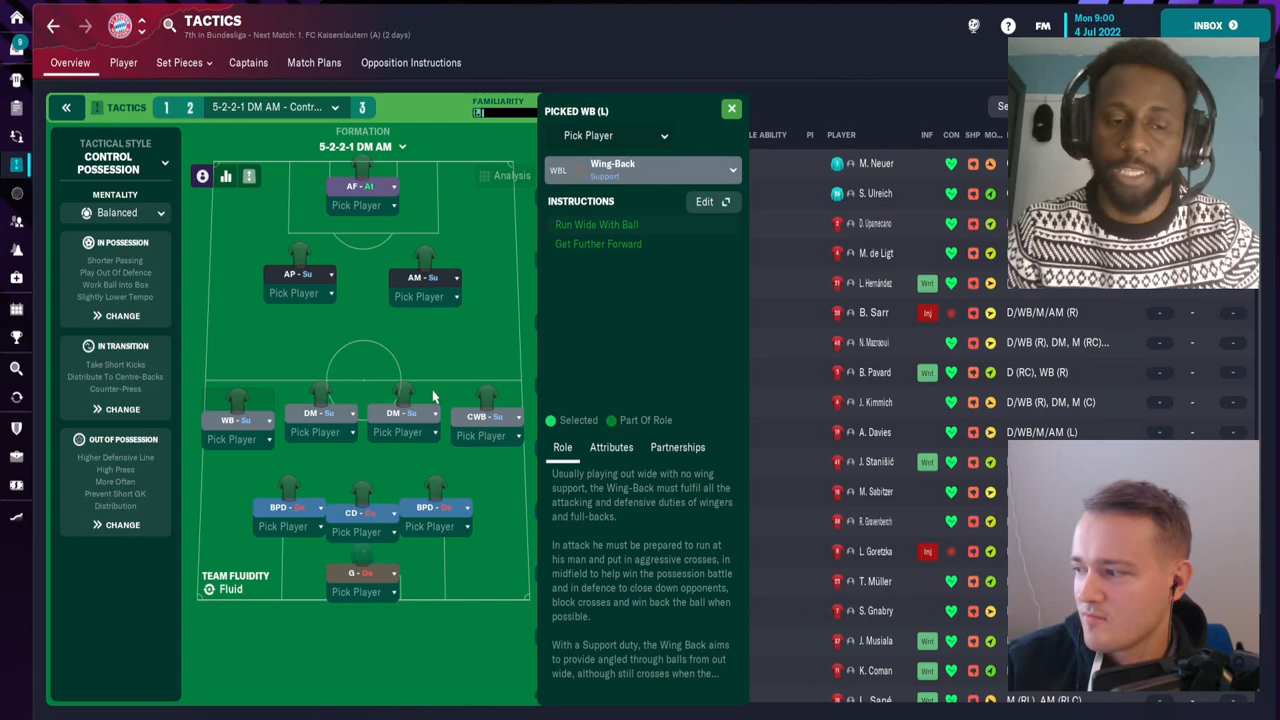 TACTICS
7th in Bundesliga - Next Match: 1. FC Kaiserslautern (A) (2 days)
FM
Mon 9:00
4 Jul 2022
INBOX
9
Overview
Player
Set Pieces
Captains
Match Plans
Opposition Instructions
TACTICS
1
2
5-2-2-1 DM AM - Contr...
3
FAMILIARITY
TACTICAL STYLE
CONTROL
POSSESSION
MENTALITY
Balanced
IN POSSESSION
Shorter Passing
Play Out Of Defence
Work Ball Into Box
Slightly Lower Tempo
CHANGE
IN TRANSITION
Take Short Kicks
Distribute To Centre-Backs
Counter-Press
CHANGE
OUT OF POSSESSION
Higher Defensive Line
High Press
More Often
Prevent Short GK
Distribution
CHANGE
FORMATION
5-2-2-1 DM AM
Analysis
AF - At
Pick Player
AP - Su
Pick Player
AM - Su
Pick Player
WB - Su
Pick Player
DM - Su
Pick Player
DM - Su
Pick Player
CWB - Su
Pick Player
BPD - De
Pick Player
CD - De
Pick Player
BPD - De
Pick Player
G - De
Pick Player
TEAM FLUIDITY
Fluid
PICKED WB (L)
Pick Player
WBL
Wing-Back
Support
INSTRUCTIONS
Edit
Run Wide With Ball
Get Further Forward
Selected
Part Of Role
Role
Attributes
Partnerships
Usually playing out wide with no wing
support, the Wing-Back must fulfil all the
attacking and defensive duties of wingers
and full-backs.
In attack he must be prepared to run at
his man and put in aggressive crosses, in
midfield to help win the possession battle
and in defence to close down opponents,
block crosses and win back the ball when
possible.
With a Support duty, the Wing Back aims
to provide angled through balls from out
wide, although still crosses when the...
Se
LE ABILITY
PI
PLAYER
INF
CON
SHP
MO...
M. Neuer
S. Ulreich
D. Upamecano
M. de Ligt
L. Hernández
Wnt
B. Sarr
Inj
D/WB/M/AM (R)
- - -
N. Mazraoui
D/WB (R), DM, M (RC)...
- - -
B. Pavard
Wnt
D (RC), WB (R)
- - -
J. Kimmich
D/WB (R), DM, M (C)
- - -
A. Davies
D/WB/M/AM (L)
- - -
J. Stanišić
Wnt
M. Sabitzer
R. Gravenberch
L. Goretzka
Inj
T. Müller
S. Gnabry
J. Musiala
Wnt
K. Coman
Wnt
L. Sané
Wnt
M (RL), AM (RLC)